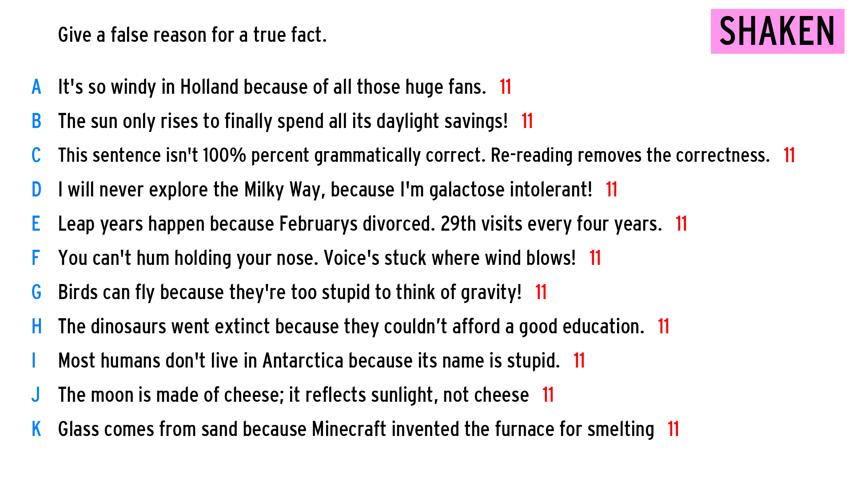 Give a false reason for a true fact.
SHAKEN
A It's so windy in Holland because of all those huge fans. 11
B The sun only rises to finally spend all its daylight savings! 11
C This sentence isn't 100% percent grammatically correct. Re-reading removes the correctness. 11
D I will never explore the Milky Way, because I'm galactose intolerant! 11
E Leap years happen because Februarys divorced. 29th visits every four years. 11
F You can't hum holding your nose. Voice's stuck where wind blows! 11
G Birds can fly because they're too stupid to think of gravity! 11
H The dinosaurs went extinct because they couldn’t afford a good education. 11
I Most humans don't live in Antarctica because its name is stupid. 11
J The moon is made of cheese; it reflects sunlight, not cheese 11
K Glass comes from sand because Minecraft invented the furnace for smelting 11